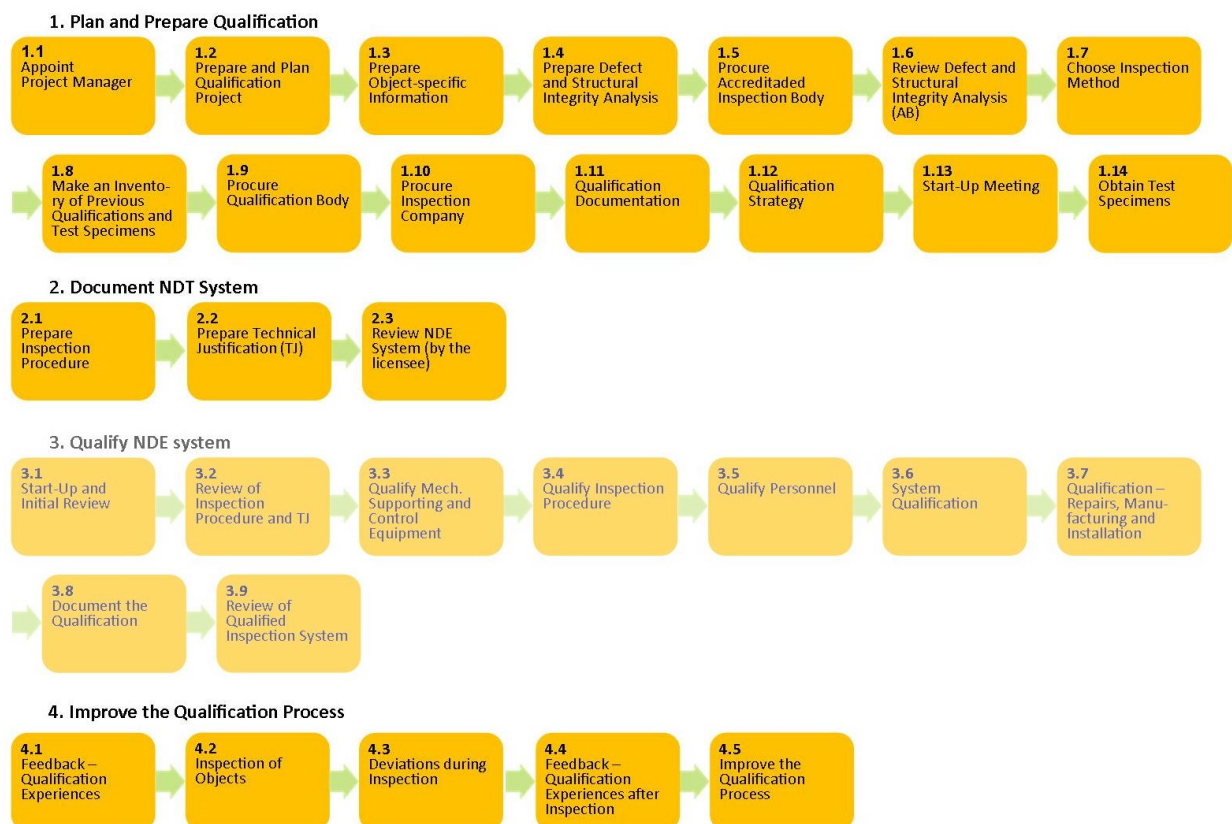 1. Plan and Prepare Qualification
1.1
Appoint
Project Manager
1.2
Prepare and Plan
Qualification
Project
1.3
Prepare
Object-specific
Information
1.4
Prepare Defect
and Structural
Integrity Analysis
1.5
Procure
Accreditaded
Inspection Body
1.6
Review Defect and
Structural
Integrity Analysis
(AB)
1.7
Choose Inspection
Method
1.8
Make an Invento-
ry of Previous
Qualifications and
Test Specimens
1.9
Procure
Qualification Body
1.10
Procure
Inspection
Company
1.11
Qualification
Documentation
1.12
Qualification
Strategy
1.13
Start-Up Meeting
1.14
Obtain Test
Specimens
2. Document NDT System
2.1
Prepare
Inspection
Procedure
2.2
Prepare Technical
Justification (TJ)
2.3
Review NDE
System (by the
licensee)
3. Qualify NDE system
3.1
Start-Up and
Initial Review
3.2
Review of
Inspection
Procedure and TJ
3.3
Qualify Mech.
Supporting and
Control
Equipment
3.4
Qualify Inspection
Procedure
3.5
Qualify Personnel
3.6
System
Qualification
3.7
Qualification –
Repairs, Manu-
facturing and
Installation
3.8
Document the
Qualification
3.9
Review of
Qualified
Inspection System
4. Improve the Qualification Process
4.1
Feedback –
Qualification
Experiences
4.2
Inspection of
Objects
4.3
Deviations during
Inspection
4.4
Feedback –
Qualification
Experiences after
Inspection
4.5
Improve the
Qualification
Process